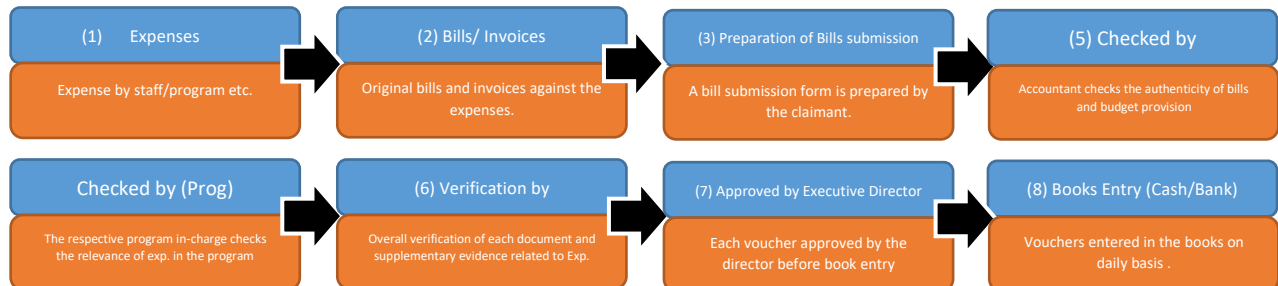 (1) Expenses
Expense by staff/program etc.
(2) Bills/ Invoices
Original bills and invoices against the
expenses.
(3) Preparation of Bills submission
A bill submission form is prepared by
the claimant.
(5) Checked by
Accountant checks the authenticity of bills
and budget provision
Checked by (Prog)
The respective program in-charge checks
the relevance of exp. in the program
(6) Verification by
Overall verification of each document and
supplementary evidence related to Exp.
(7) Approved by Executive Director
Each voucher approved by the
director before book entry
(8) Books Entry (Cash/Bank)
Vouchers entered in the books on
daily basis .